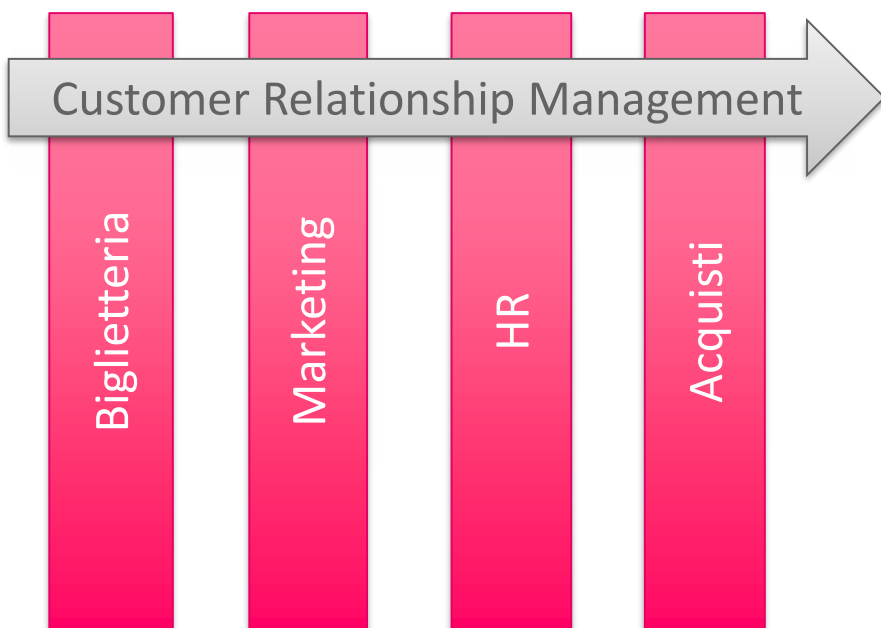 Customer Relationship Management
Biglietteria
Marketing
HR
Acquisti